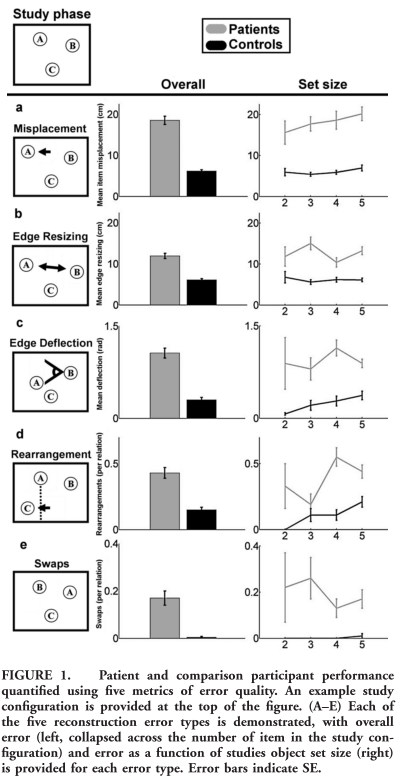 Study phase
A
B
C
Patients
Controls
Overall
Set size
a
Misplacement
A
B
C
Mean item misplacement (cm)
20
10
0
20
10
0
2 3 4 5
b
Edge Resizing
A
B
C
Mean edge resizing (cm)
20
10
0
20
10
0
2 3 4 5
c
Edge Deflection
A
B
C
Mean deflection (rad)
1.5
0
1.5
0
2 3 4 5
d
Rearrangement
A
B
C
Rearrangements (per relation)
0.5
0
0.5
0
2 3 4 5
e
Swaps
B
A
C
Swaps (per relation)
0.4
0.2
0
0.4
0.2
0
2 3 4 5
FIGURE 1. Patient and comparison participant performance
quantified using five metrics of error quality. An example study
configuration is provided at the top of the figure. (A–E) Each of
the five reconstruction error types is demonstrated, with overall
error (left, collapsed across the number of item in the study con-
figuration) and error as a function of studies object set size (right)
is provided for each error type. Error bars indicate SE.